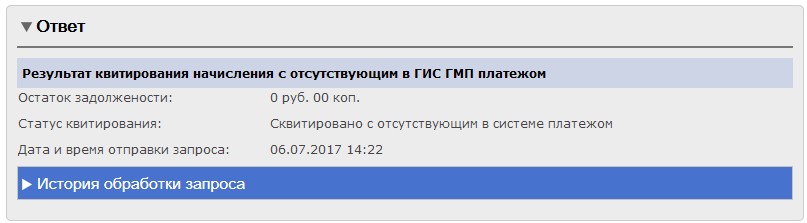 Ответ
Результат квитирования начисления с отсутствующим в ГИС ГМП платежом
Остаток задолжености: 0 руб. 00 коп.
Статус квитирования: Сквитировано с отсутствующим в системе платежом
Дата и время отправки запроса: 06.07.2017 14:22
История обработки запроса